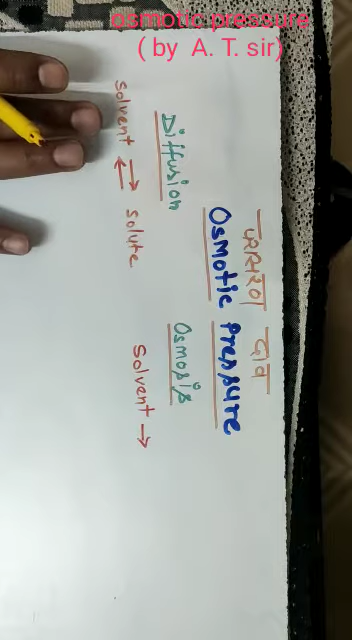 osmotic pressure
( by A. T. sir)
परासरण दाब
Osmotic Pressure
Diffusion Osmosis
Solvent ⇌ Solute Solvent →